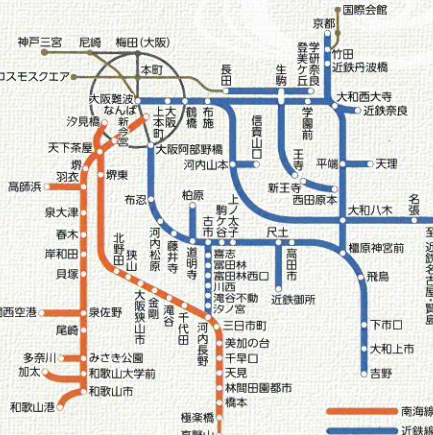 国際会館
京都
神戸三宮
尼崎
梅田(大阪)
竹田
近鉄丹波橋
学研奈良登美ケ丘
生駒
長田
コスモスクエア
本町
大阪難波
なんば
大和西大寺
近鉄奈良
汐見橋
新今宮
上本町
大阪
鶴橋
布施
信貴山口
学園前
天下茶屋
大阪阿部野橋
王寺
河内山本
平端
天理
堺
堺東
羽衣
高師浜
新王寺
西田原本
布忍
柏原
上ノ太子
駒ケ谷
古市
大和八木
名張
泉大津
春木
岸和田
貝塚
北野田
狭山
河内松原
藤井寺
道明寺
尺土
高田市
橿原神宮前
至近鉄名古屋・賢島
喜志
富田林
富田林西口
川西
滝谷不動
汐ノ宮
近鉄御所
飛鳥
大阪狭山市
金剛
滝谷
千代田
河内長野
関西空港
泉佐野
尾崎
三日市町
美加の台
千早口
天見
林間田園都市
橋本
極楽橋
高野山
下市口
大和上市
吉野
多奈川
みさき公園
加太
和歌山大学前
和歌山市
和歌山港
南海線
近鉄線